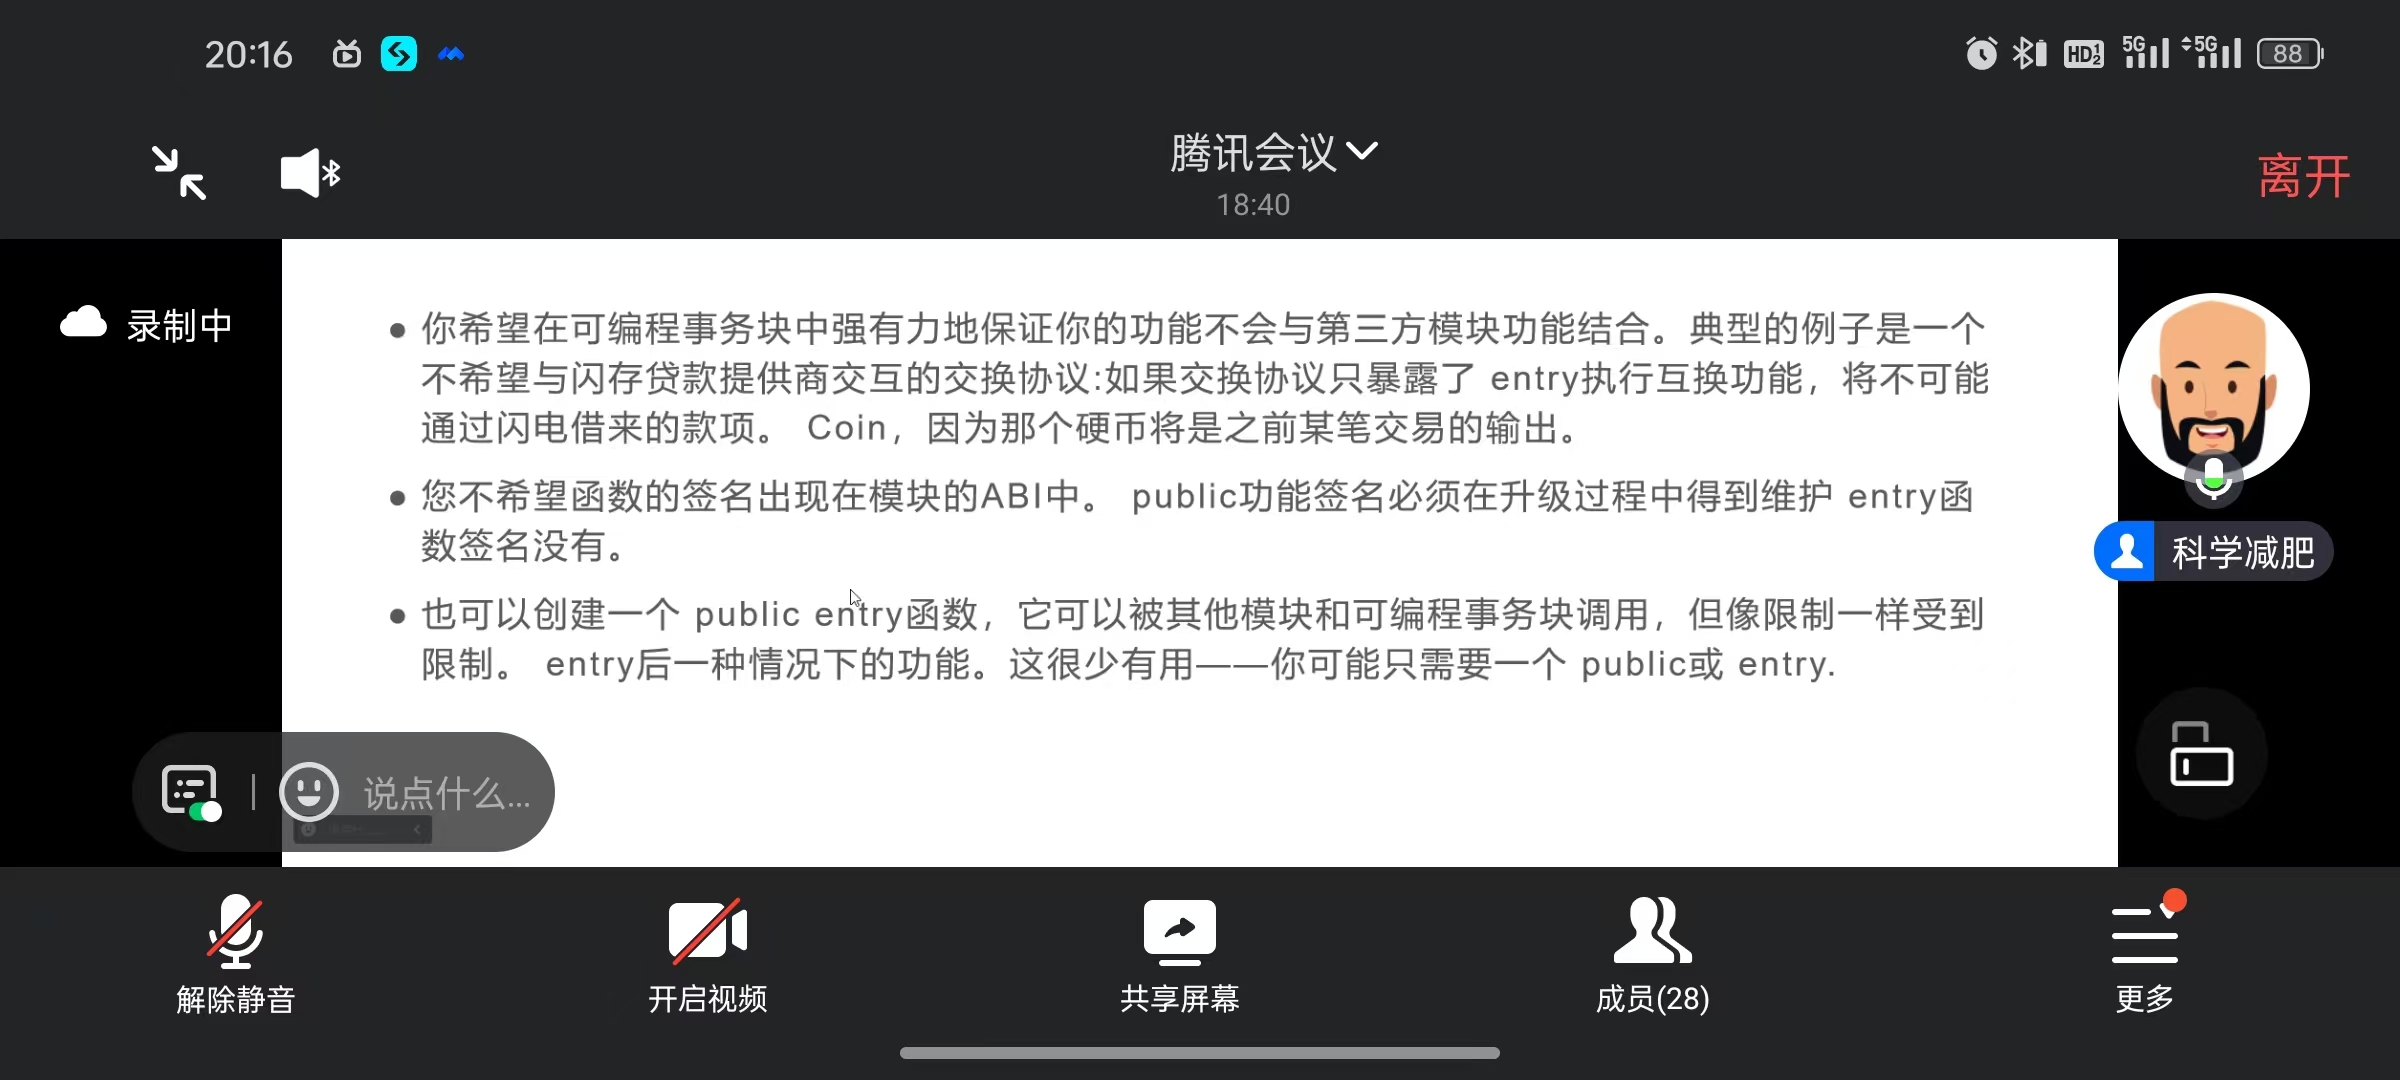 20:16
HD 1 2 5G 5G 88
腾讯会议
18:40
离开
录制中
你希望在可编程事务块中强有力地保证你的功能不会与第三方模块功能结合。典型的例子是一个
不希望与闪存贷款提供商交互的交换协议:如果交换协议只暴露了 entry执行互换功能，将不可能
通过闪电借来的款项。 Coin，因为那个硬币将是之前某笔交易的输出。
您不希望函数的签名出现在模块的ABI中。 public功能签名必须在升级过程中得到维护 entry函
数签名没有。
也可以创建一个 public entry函数，它可以被其他模块和可编程事务块调用，但像限制一样受到
限制。 entry后一种情况下的功能。这很少有用——你可能只需要一个 public或 entry.
科学减肥
说点什么...
解除静音
开启视频
共享屏幕
成员(28)
更多